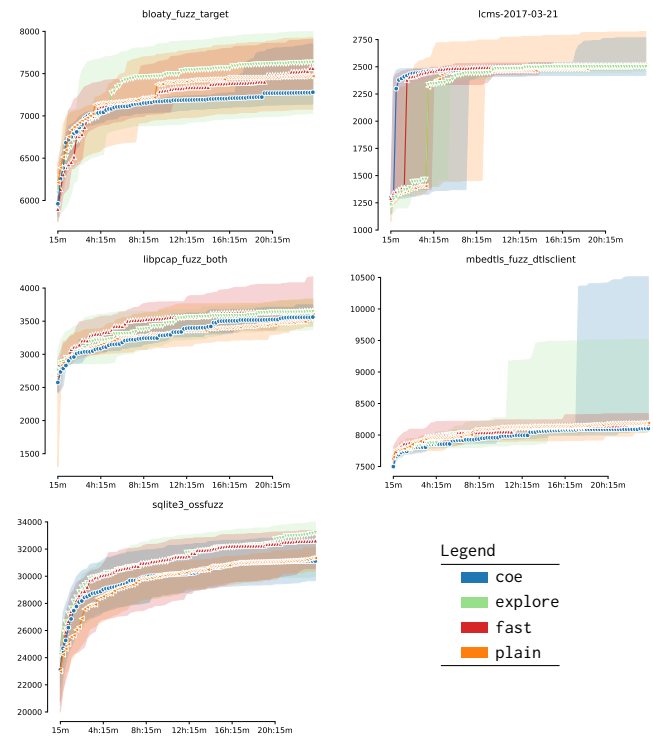 bloaty_fuzz_target
8000
7500
7000
6500
6000
15m 4h:15m 8h:15m 12h:15m 16h:15m 20h:15m
lcms-2017-03-21
2750
2500
2250
2000
1750
1500
1250
1000
15m 4h:15m 8h:15m 12h:15m 16h:15m 20h:15m
libpcap_fuzz_both
4000
3500
3000
2500
2000
1500
15m 4h:15m 8h:15m 12h:15m 16h:15m 20h:15m
mbedtls_fuzz_dtlsclient
10500
10000
9500
9000
8500
8000
7500
15m 4h:15m 8h:15m 12h:15m 16h:15m 20h:15m
sqlite3_ossfuzz
34000
32000
30000
28000
26000
24000
22000
20000
15m 4h:15m 8h:15m 12h:15m 16h:15m 20h:15m
Legend
coe
explore
fast
plain